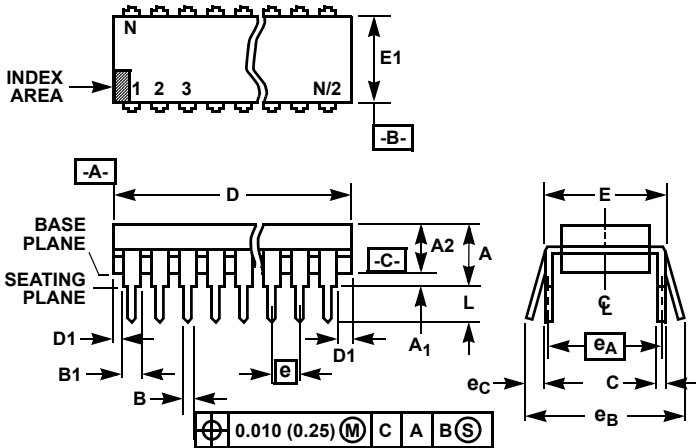 N
E1
INDEX
AREA
1 2 3 N/2
-B-
-A-
D
E
BASE
PLANE
A2
A
-C-
SEATING
PLANE
L
D1
A1
D1
B1
e
eA
B
eC
C
eB
0.010 (0.25) M C A B S